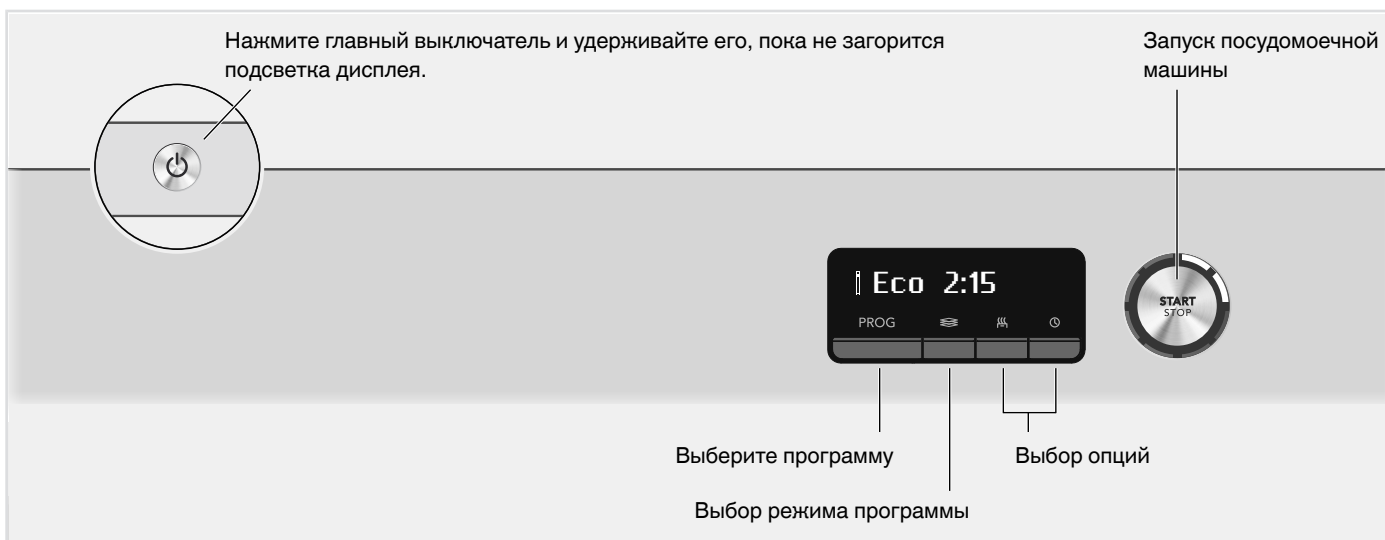 Нажмите главный выключатель и удерживайте его, пока не загорится
подсветка дисплея.
Запуск посудомоечной
машины
Eco 2:15
PROG
START
STOP
Выберите программу
Выбор опций
Выбор режима программы